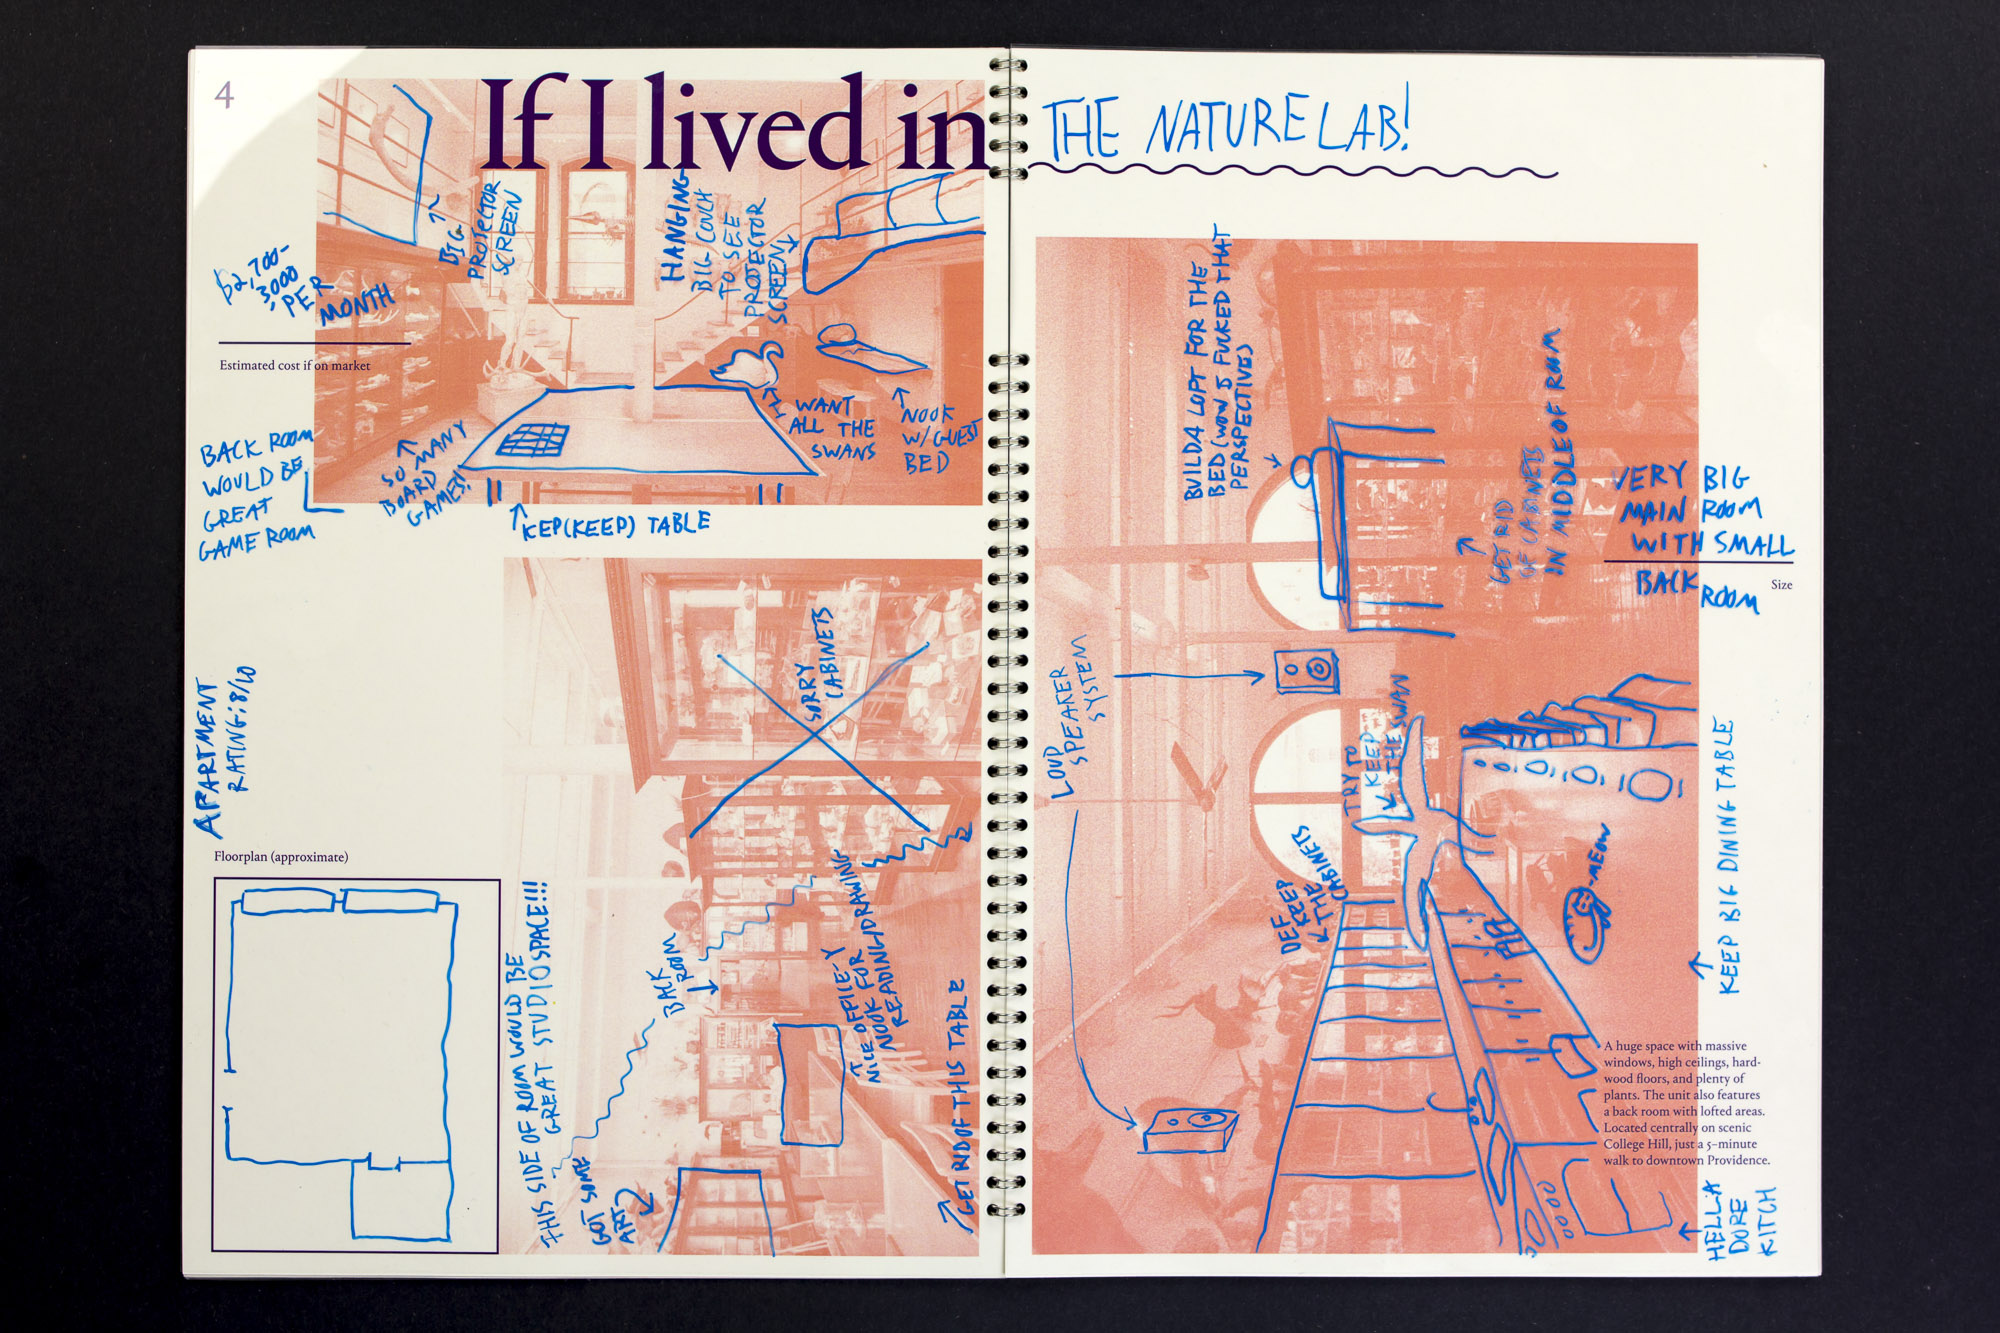 4
If I lived in
THE NATURE LAB!
$2,700-
3,000
PER
MONTH
Estimated cost if on market
BIG
PROJECTOR
SCREEN
HANGING
BIG COUCH
TO SEE
PROJECTOR
SCREEN
BACK ROOM
WOULD BE
GREAT
GAME ROOM
SO MANY
BOARD
GAMES!!
KEP(KEEP) TABLE
WANT
ALL THE
SWANS
NOOK
W/GUEST
BED
SORRY
CABINETS
APARTMENT
RATING: 8/10
Floorplan (approximate)
THIS SIDE OF ROOM WOULD BE
GREAT STUDIO SPACE!!!
BACK
ROOM
NICE OFFICE-Y
NOOK FOR
READING/DRAWING
GOT SOME
ART
GET RID OF THIS TABLE
BUILD A LOFT FOR THE
BED (WOW I FUCKED THAT
PERSPECTIVE)
GET RID
OF CABINETS
IN MIDDLE OF ROOM
VERY BIG
MAIN ROOM
WITH SMALL
BACK
ROOM
Size
LOUD
SPEAKER
SYSTEM
TRY TO
KEEP
THE SWAN
DEF
KEEP
THE
CABINETS
MEOW
KEEP BIG DINING TABLE
A huge space with massive
windows, high ceilings, hard-
wood floors, and plenty of
plants. The unit also features
a back room with lofted areas.
Located centrally on scenic
College Hill, just a 5-minute
walk to downtown Providence.
HELLA
DOPE
KITCH